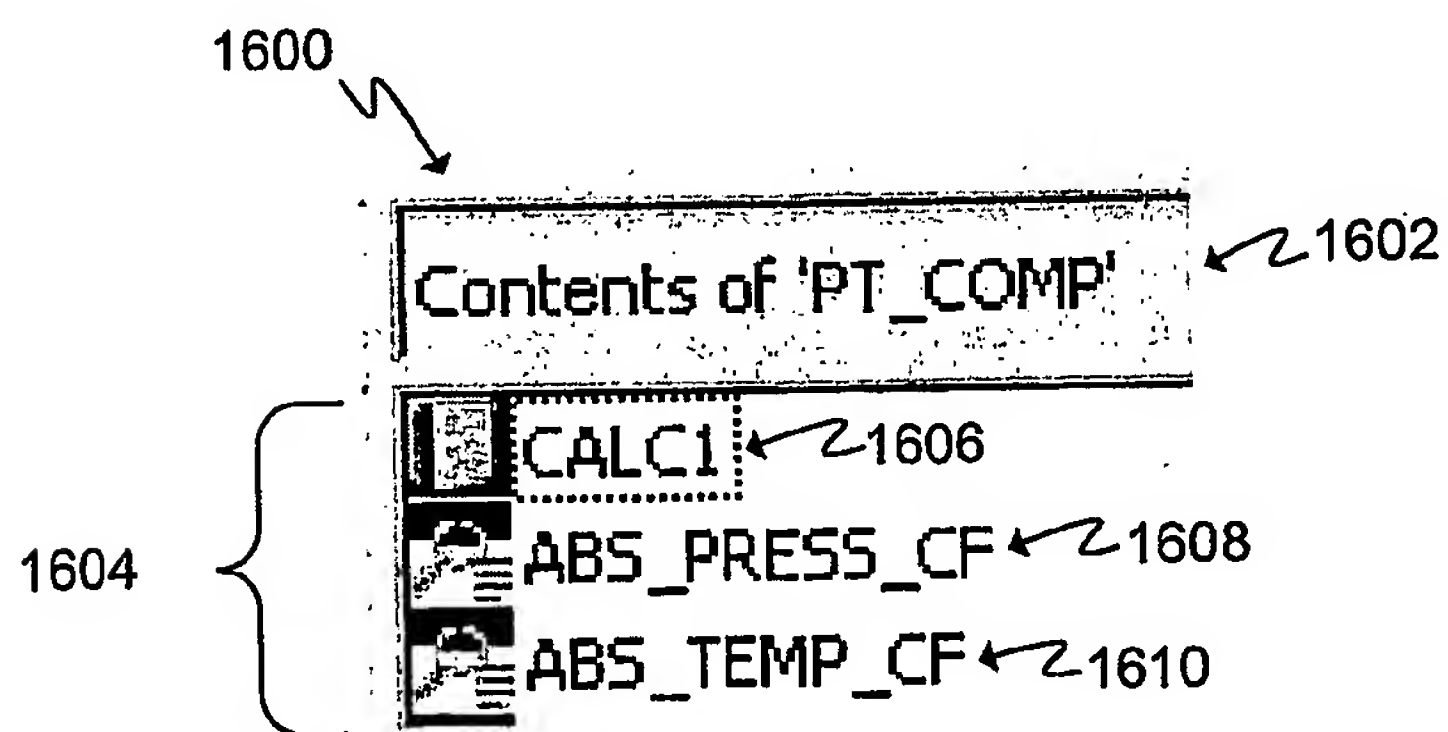 1600
Contents of 'PT_COMP'
1602
CALC1
1606
1604
ABS_PRESS_CF
1608
ABS_TEMP_CF
1610